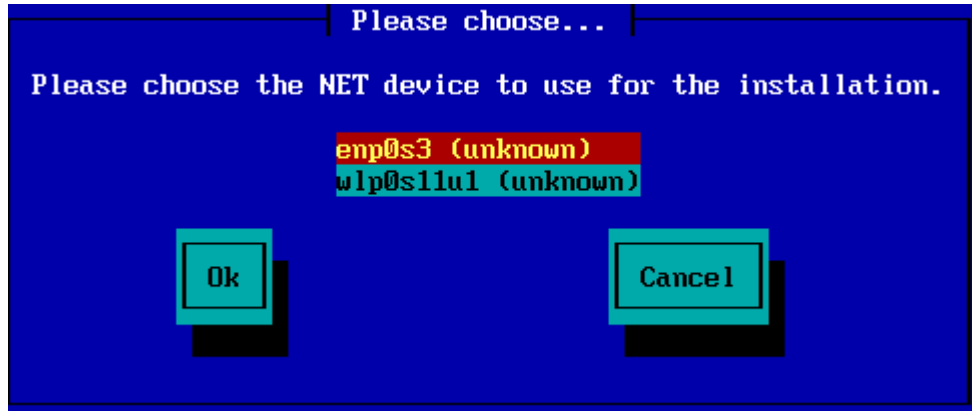 Please choose...
Please choose the NET device to use for the installation.
enp0s3 (unknown)
wlp0s11u1 (unknown)
Ok
Cancel